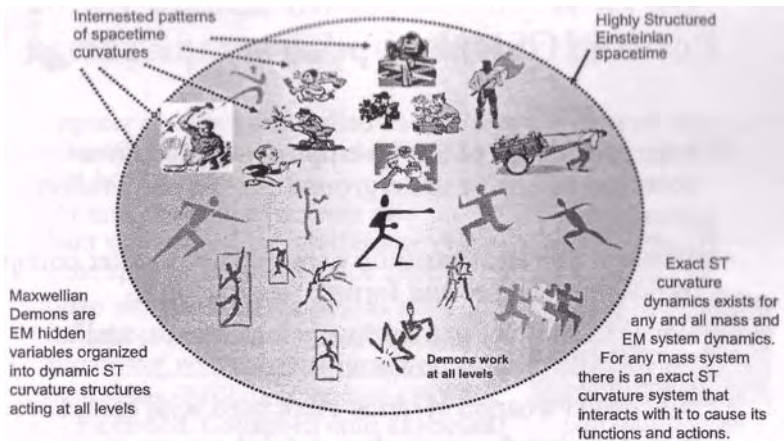 Internested patterns
of spacetime
curvatures
Highly Structured
Einsteinian
spacetime
Maxwellian
Demons are
EM hidden
variables organized
into dynamic ST
curvature structures
acting at all levels
Demons work
at all levels
Exact ST
curvature
dynamics exists for
any and all mass and
EM system dynamics.
For any mass system
there is an exact ST
curvature system that
interacts with it to cause its
functions and actions.